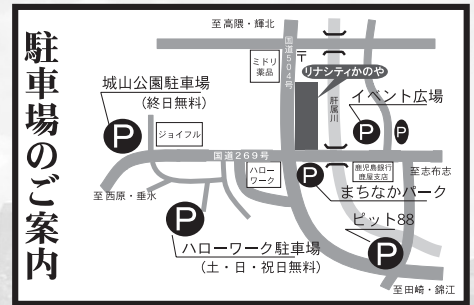 駐車場のご案内
至高隈・輝北
国道504号
〒
ミドリ
薬品
リナシティかのや
城山公園駐車場
(終日無料)
肝属川
イベント広場
P
P
P
ジョイフル
国道269号
ハロー
ワーク
P
鹿児島銀行
鹿屋支店
至志布志
至西原・垂水
まちなかパーク
P
ピット88
P
ハローワーク駐車場
(土・日・祝日無料)
至田崎・錦江